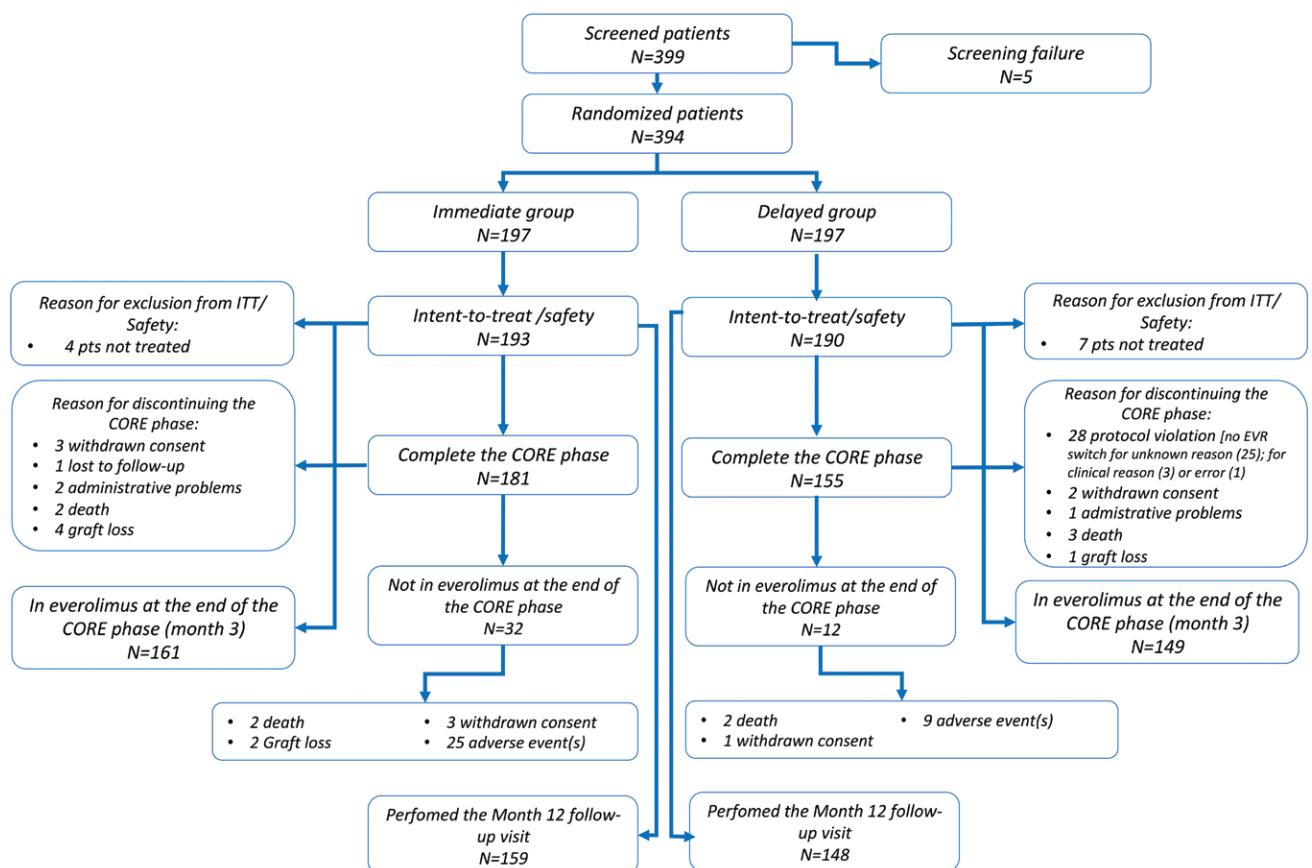 Screened patients
N=399
Screening failure
N=5
Randomized patients
N=394
Immediate group
N=197
Delayed group
N=197
Reason for exclusion from ITT/
Safety:
• 4 pts not treated
Intent-to-treat /safety
N=193
Intent-to-treat/safety
N=190
Reason for exclusion from ITT/
Safety:
• 7 pts not treated
Reason for discontinuing the
CORE phase:
• 3 withdrawn consent
• 1 lost to follow-up
• 2 administrative problems
• 2 death
• 4 graft loss
Complete the CORE phase
N=181
Complete the CORE phase
N=155
Reason for discontinuing the
CORE phase:
• 28 protocol violation [no EVR
switch for unknown reason (25); for
clinical reason (3) or error (1)
• 2 withdrawn consent
• 1 admistrative problems
• 3 death
• 1 graft loss
In everolimus at the end of the
CORE phase (month 3)
N=161
Not in everolimus at the end of
the CORE phase
N=32
Not in everolimus at the end of
the CORE phase
N=12
In everolimus at the end of the
CORE phase (month 3)
N=149
• 2 death
• 2 Graft loss
• 3 withdrawn consent
• 25 adverse event(s)
• 2 death
• 1 withdrawn consent
• 9 adverse event(s)
Perfomed the Month 12 follow-
up visit
N=159
Perfomed the Month 12 follow-
up visit
N=148